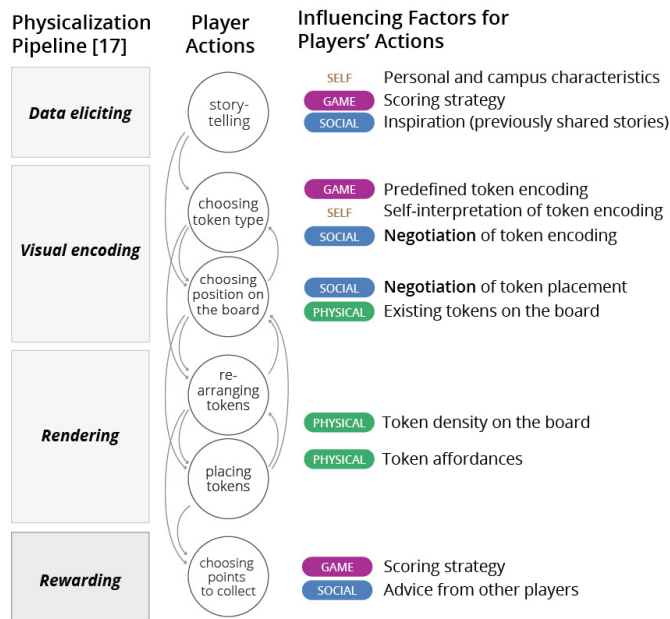 Physicalization
Pipeline [17]
Player
Actions
Influencing Factors for
Players’ Actions
Data eliciting
story-
telling
SELF Personal and campus characteristics
GAME Scoring strategy
SOCIAL Inspiration (previously shared stories)
Visual encoding
choosing
token type
GAME Predefined token encoding
SELF Self-interpretation of token encoding
SOCIAL Negotiation of token encoding
choosing
position on
the board
SOCIAL Negotiation of token placement
PHYSICAL Existing tokens on the board
Rendering
re-
arranging
tokens
PHYSICAL Token density on the board
placing
tokens
PHYSICAL Token affordances
Rewarding
choosing
points
to collect
GAME Scoring strategy
SOCIAL Advice from other players